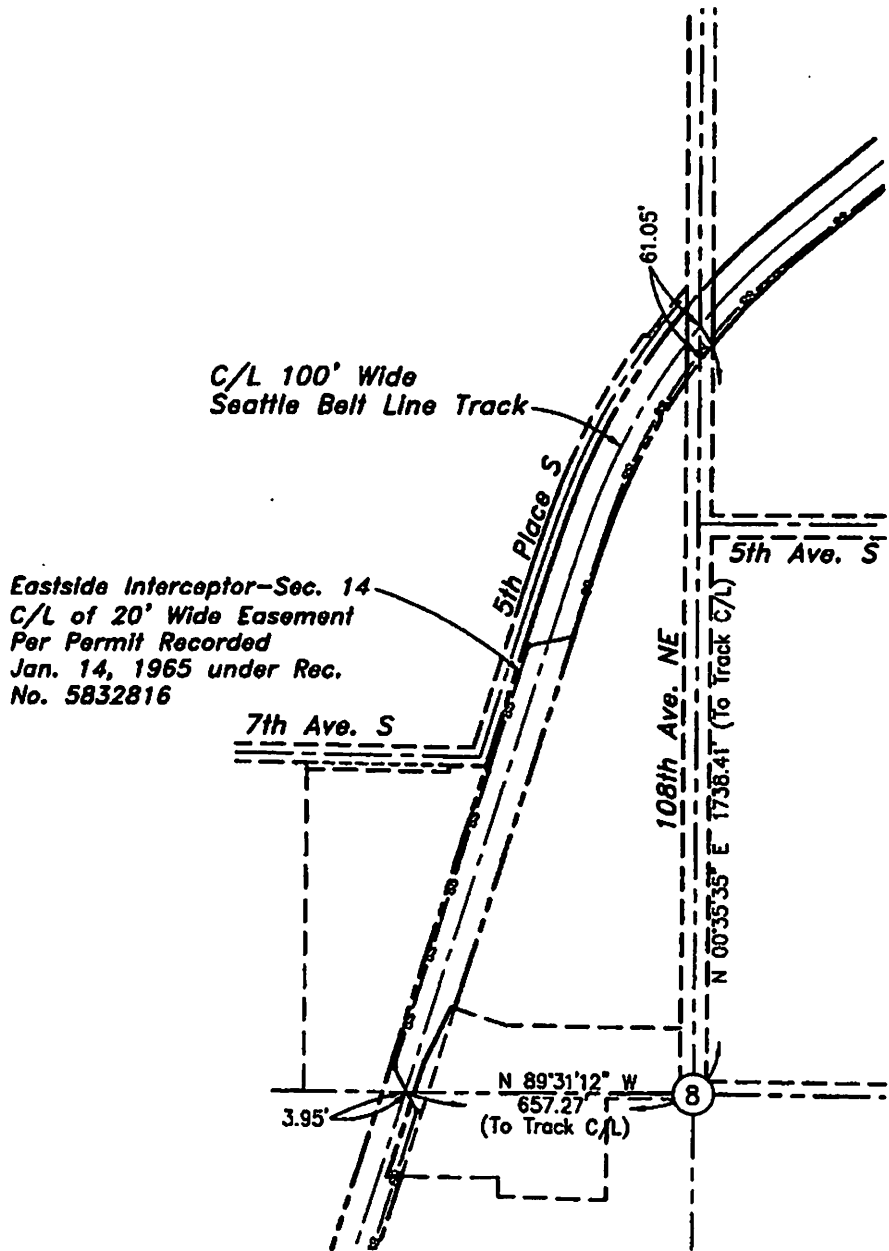 61.05'
C/L 100' Wide
Seattle Belt Line Track
5th Place S
5th Ave. S
Eastside Interceptor-Sec. 14
C/L of 20' Wide Easement
Per Permit Recorded
Jan. 14, 1965 under Rec.
No. 5832816
7th Ave. S
108th Ave. NE
N 00°35'35" E 1738.41' (To Track C/L)
N 89°31'12" W
657.27'
(To Track C/L)
3.95'
8